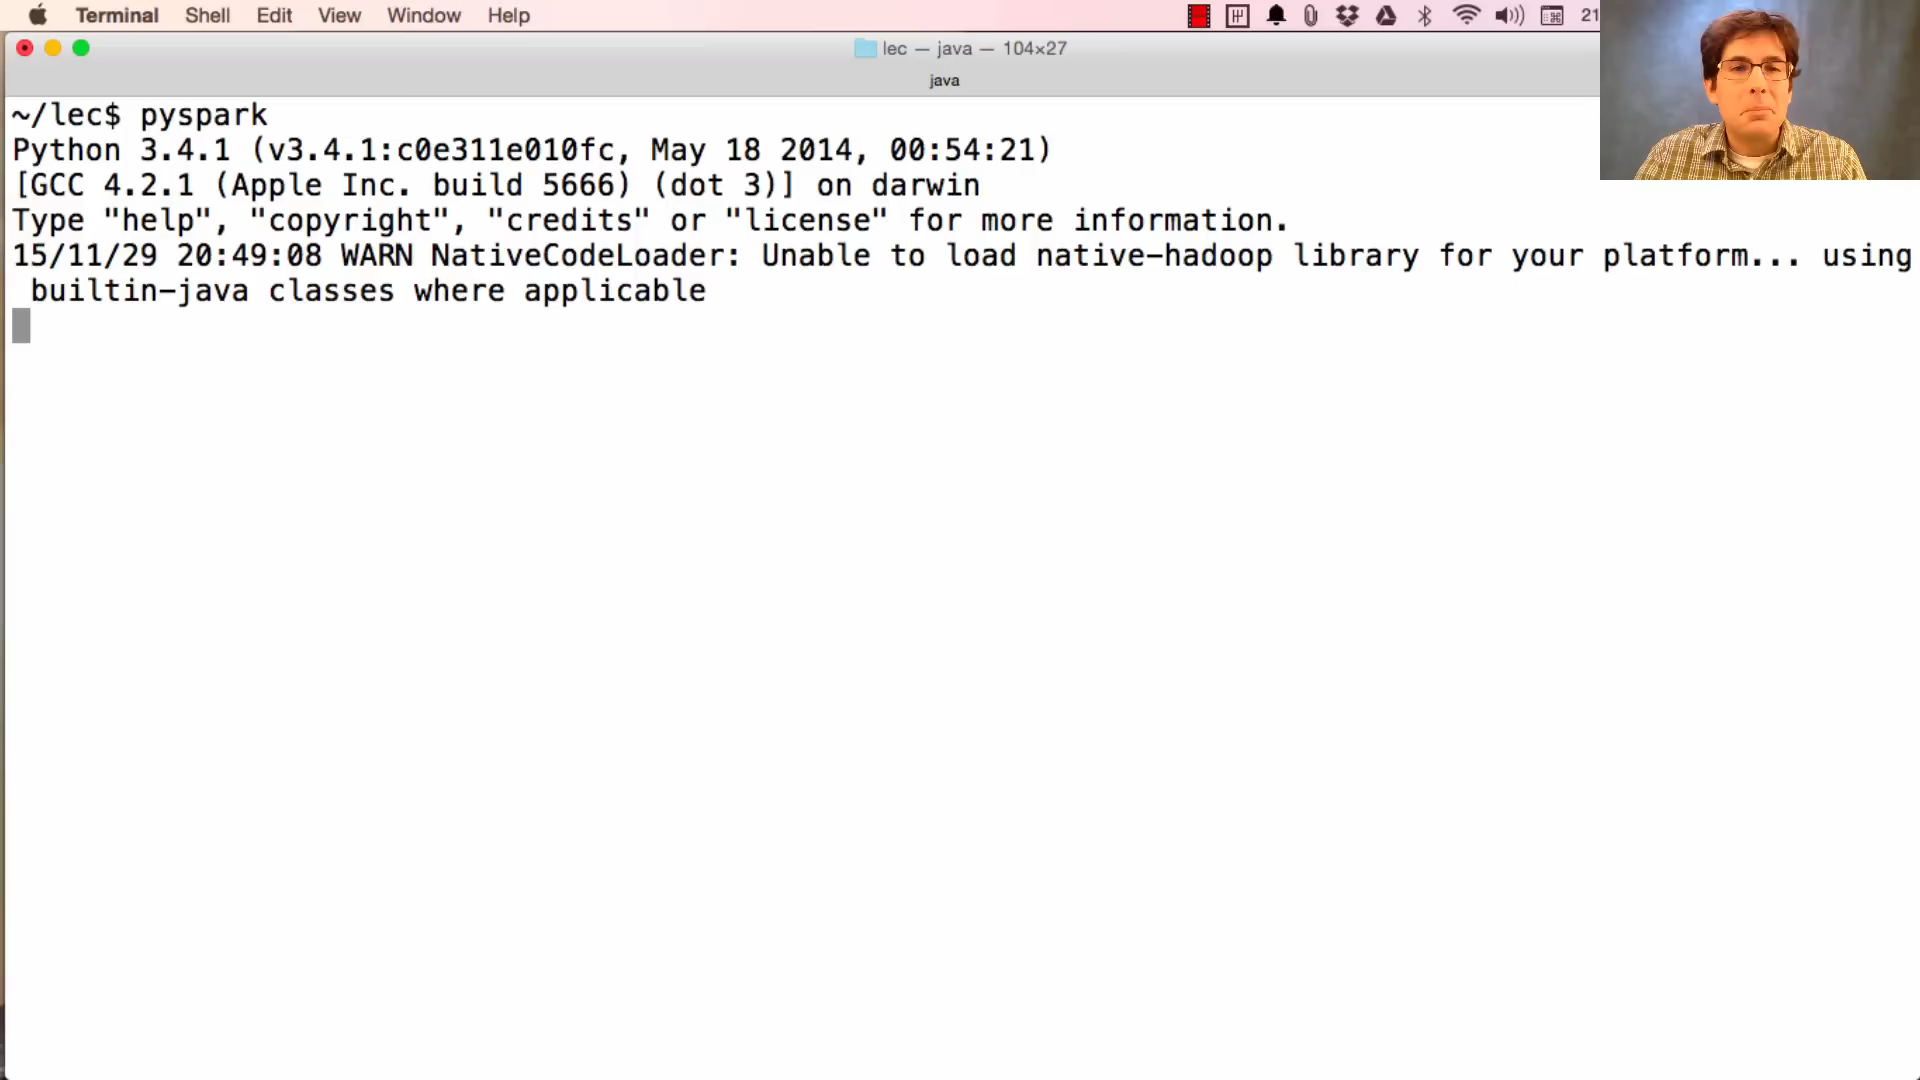 Terminal Shell Edit View Window Help 21
lec — java — 104×27
java
~/lec$ pyspark
Python 3.4.1 (v3.4.1:c0e311e010fc, May 18 2014, 00:54:21)
[GCC 4.2.1 (Apple Inc. build 5666) (dot 3)] on darwin
Type "help", "copyright", "credits" or "license" for more information.
15/11/29 20:49:08 WARN NativeCodeLoader: Unable to load native-hadoop library for your platform... using
builtin-java classes where applicable